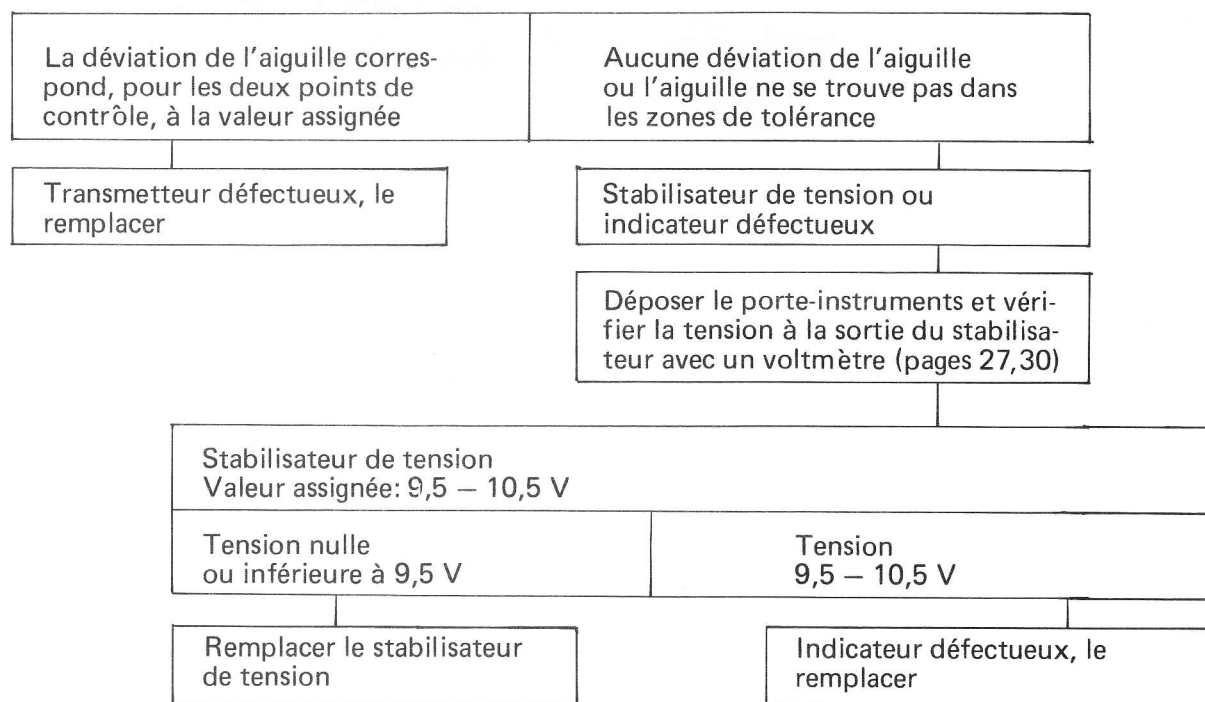 La déviation de l'aiguille corres-
pond, pour les deux points de
contrôle, à la valeur assignée
Aucune déviation de l'aiguille
ou l'aiguille ne se trouve pas dans
les zones de tolérance
Transmetteur défectueux, le
remplacer
Stabilisateur de tension ou
indicateur défectueux
Déposer le porte-instruments et véri-
fier la tension à la sortie du stabilisa-
teur avec un voltmètre (pages 27,30)
Stabilisateur de tension
Valeur assignée: 9,5 – 10,5 V
Tension nulle
ou inférieure à 9,5 V
Tension
9,5 – 10,5 V
Remplacer le stabilisateur
de tension
Indicateur défectueux, le
remplacer